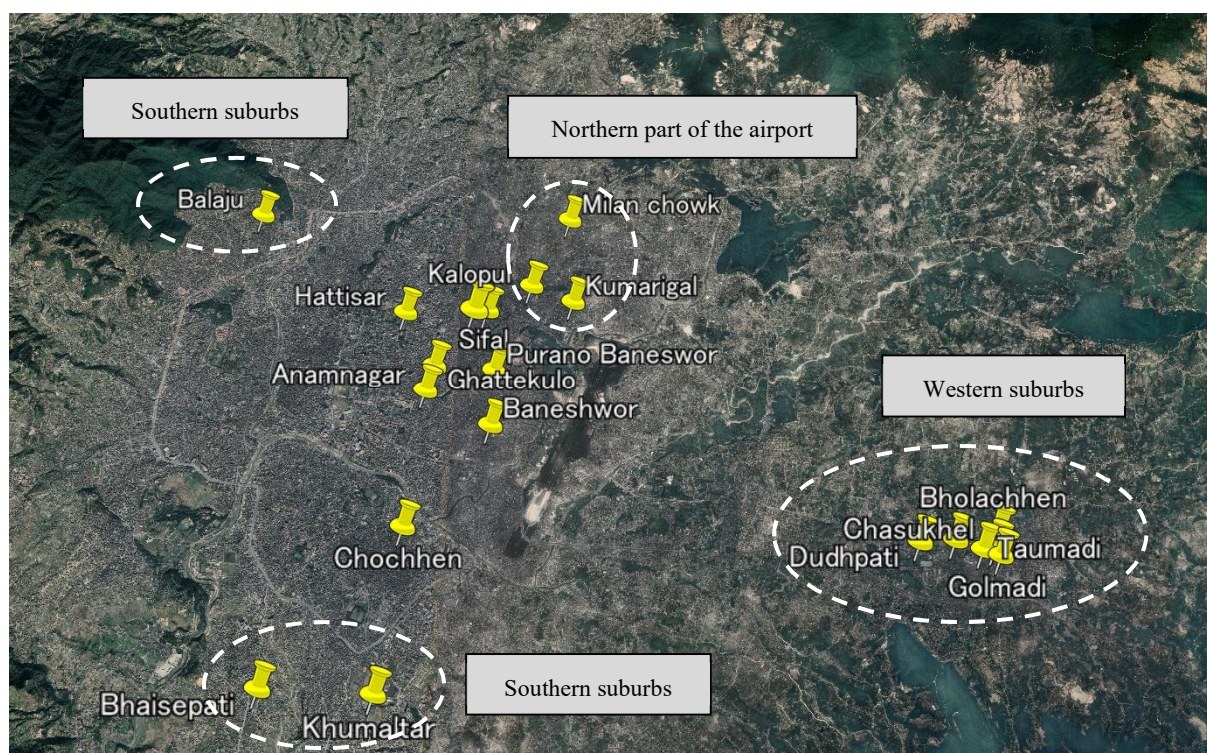 Southern suburbs
Northern part of the airport
Balaju
Milan chowk
Kalopul
Kumarigal
Hattisar
Sifal
Purano Baneswor
Anamnagar
Ghattekulo
Baneshwor
Western suburbs
Bholachhen
Chasukhel
Dudhpati
Taumadi
Golmadi
Chochhen
Southern suburbs
Bhaisepati
Khumaltar